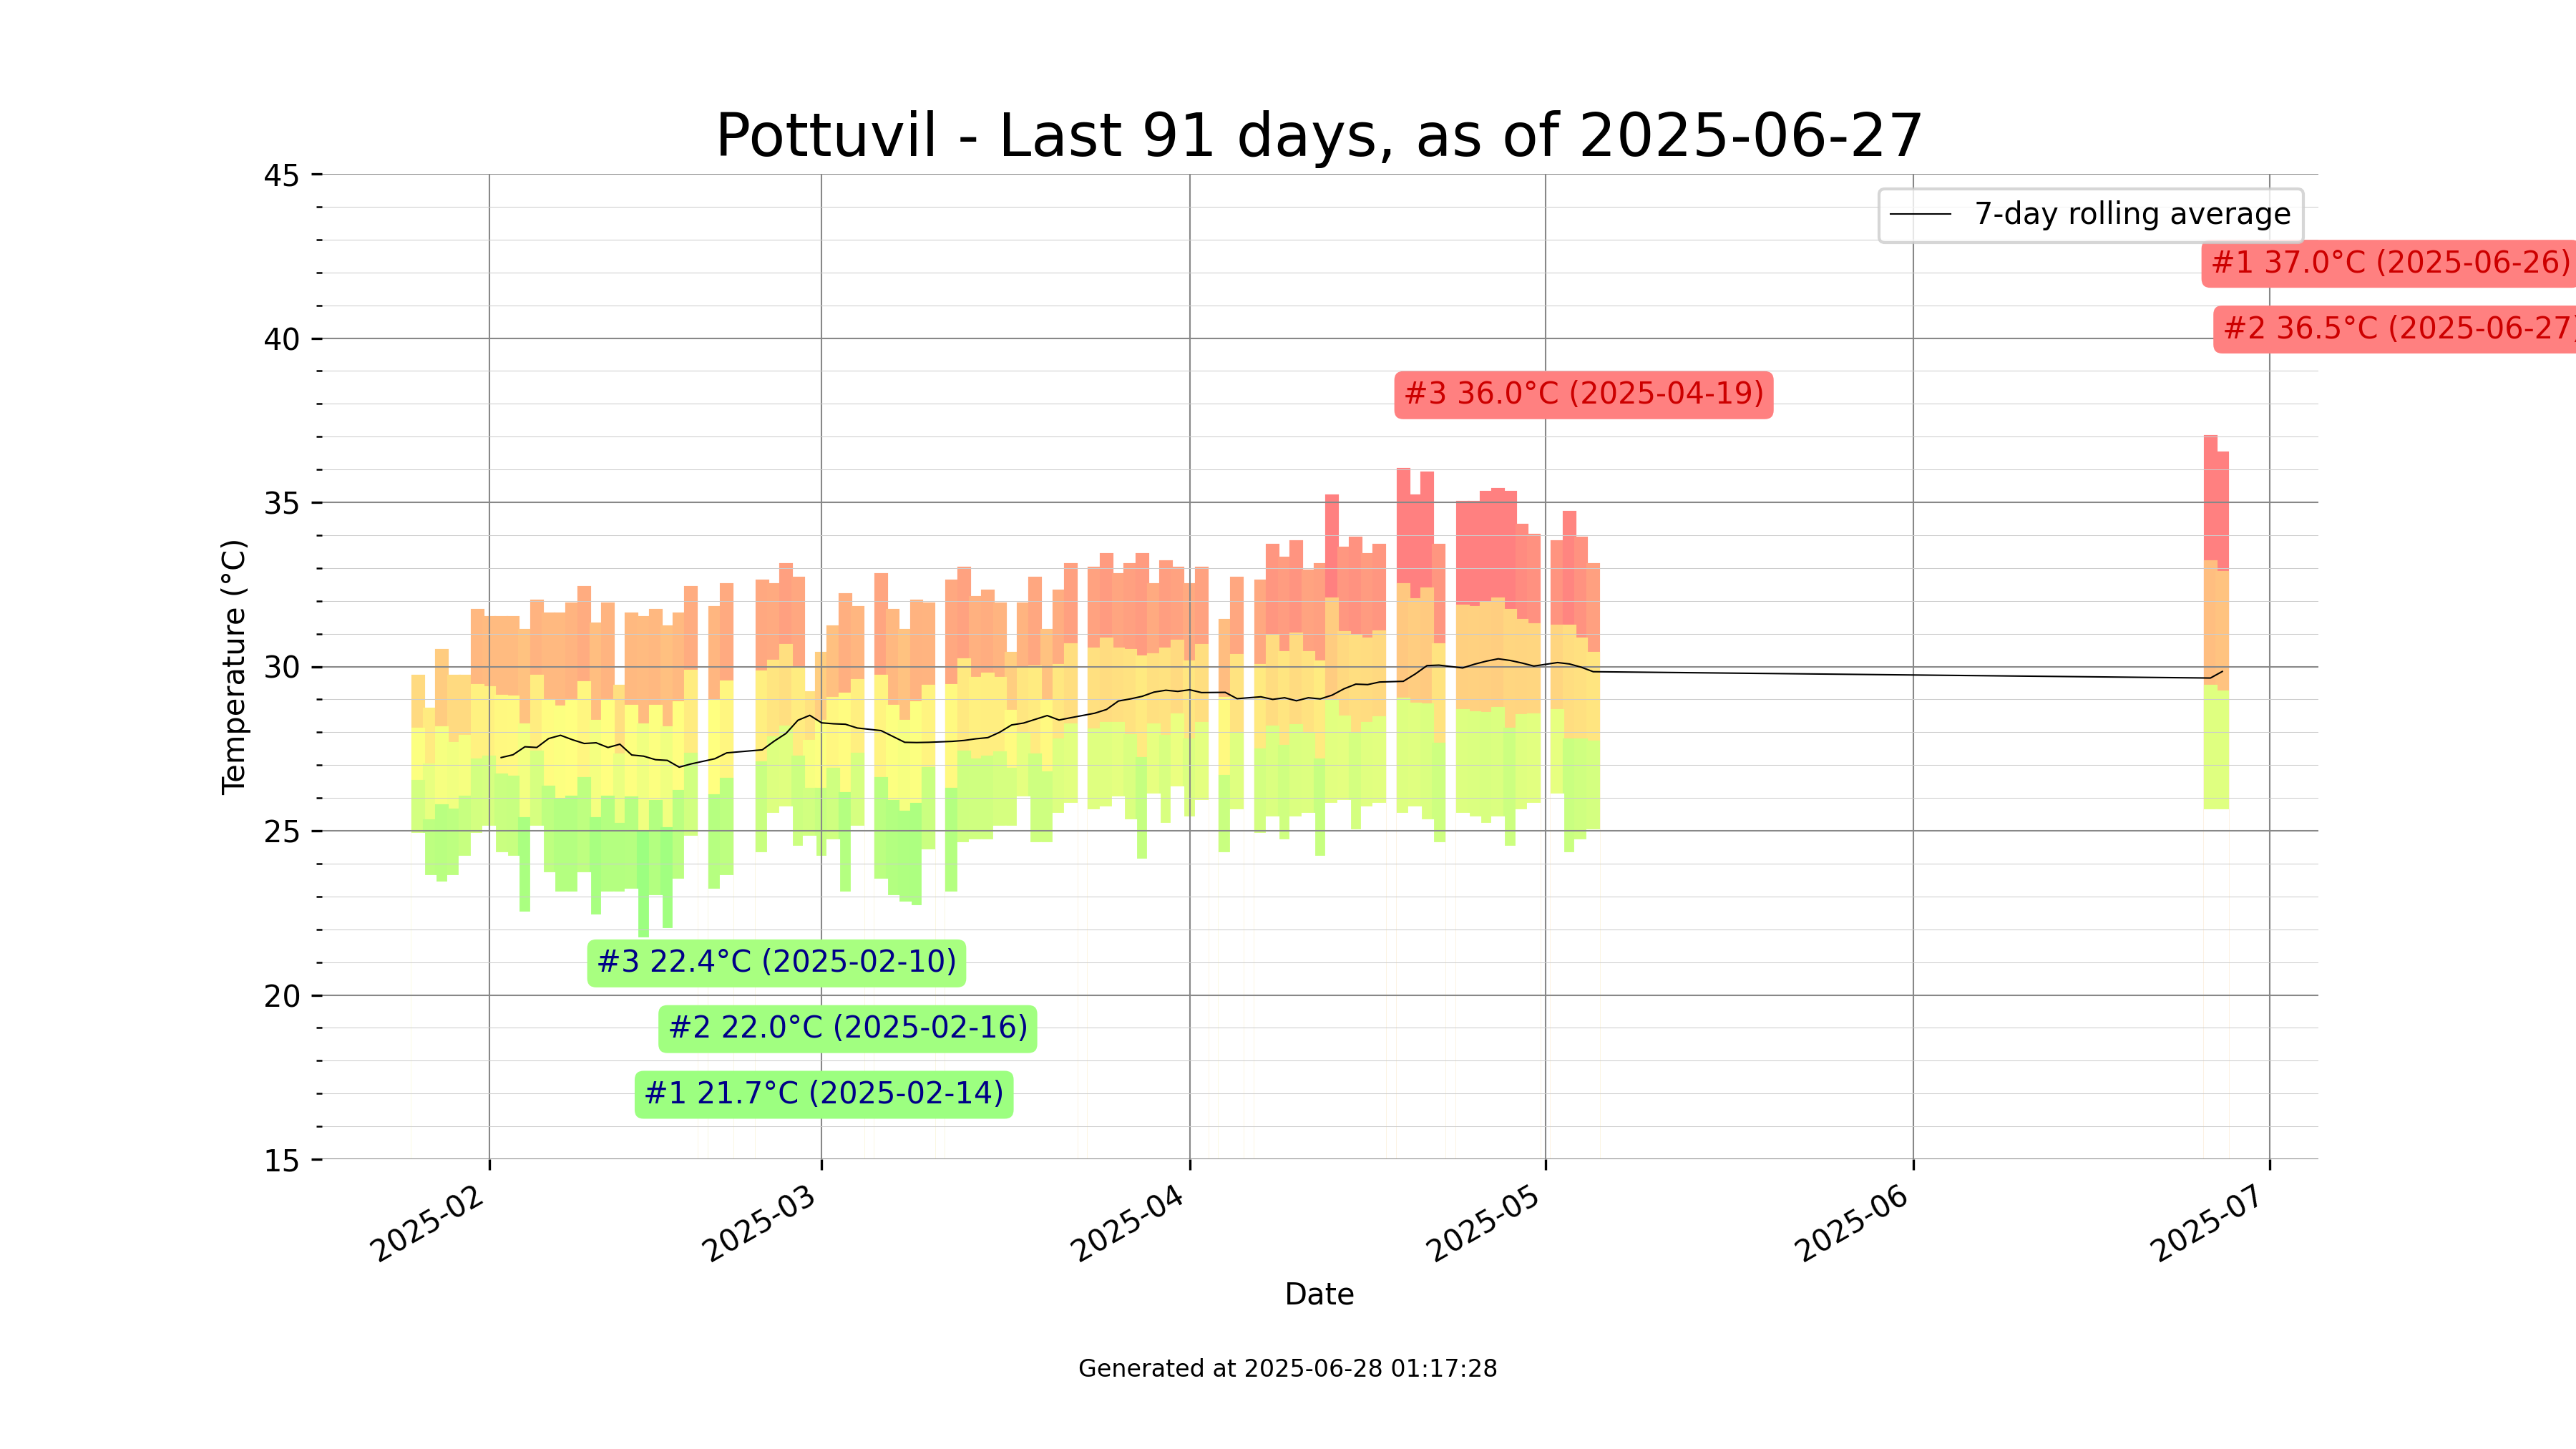 Pottuvil - Last 91 days, as of 2025-06-27
45
7-day rolling average
#1 37.0°C (2025-06-26)
40
#2 36.5°C (2025-06-27)
#3 36.0°C (2025-04-19)
35
Temperature (°C)
30
25
#3 22.4°C (2025-02-10)
20
#2 22.0°C (2025-02-16)
#1 21.7°C (2025-02-14)
15
2025-02
2025-03
2025-04
2025-05
2025-06
2025-07
Date
Generated at 2025-06-28 01:17:28